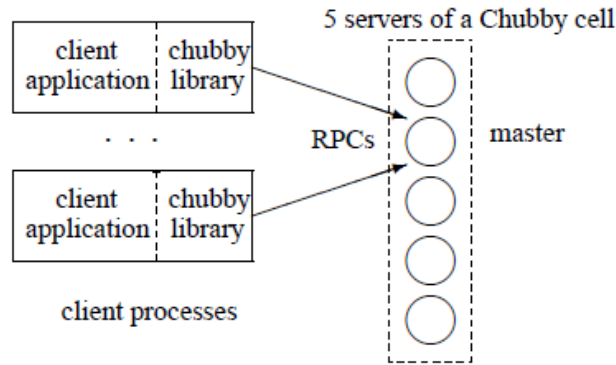 5 servers of a Chubby cell
client
application
chubby
library
. . .
RPCs
master
client
application
chubby
library
client processes